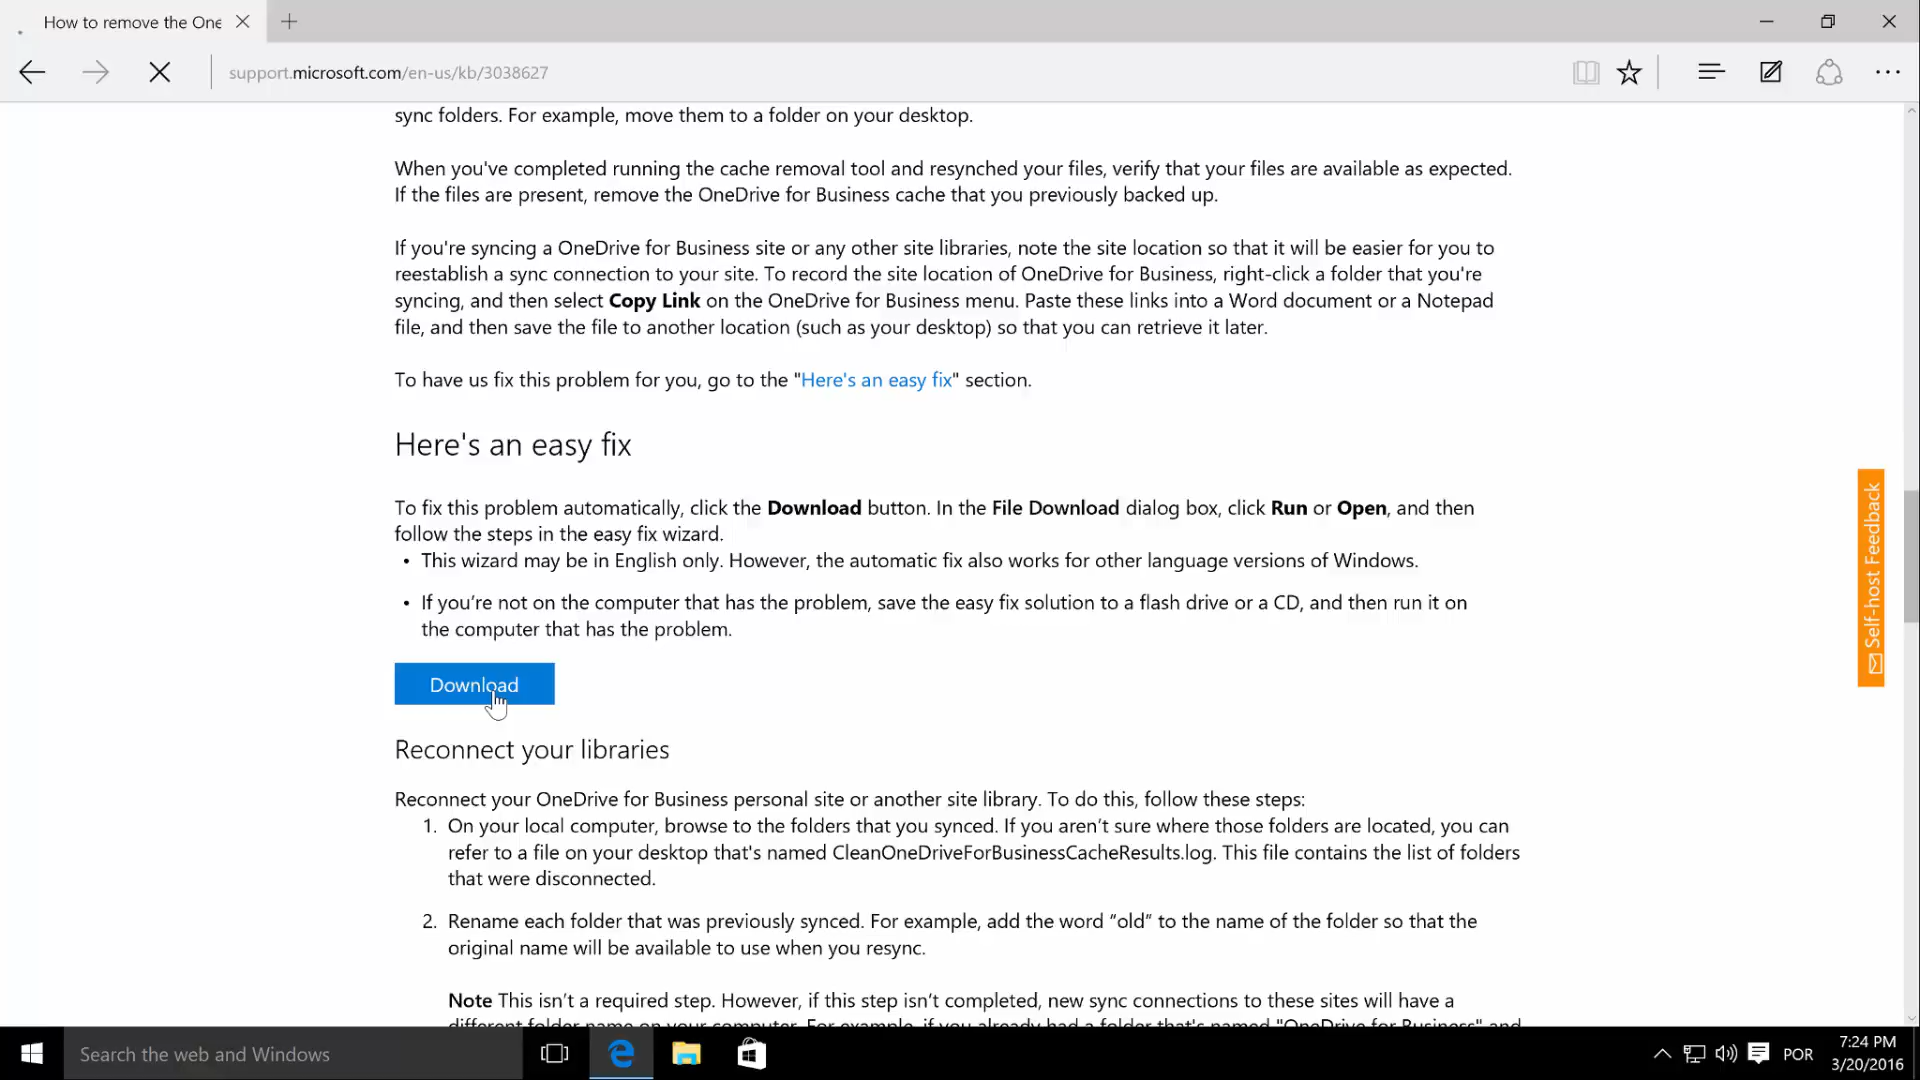 How to remove the One
support.microsoft.com/en-us/kb/3038627
sync folders. For example, move them to a folder on your desktop.
When you've completed running the cache removal tool and resynched your files, verify that your files are available as expected.
If the files are present, remove the OneDrive for Business cache that you previously backed up.
If you're syncing a OneDrive for Business site or any other site libraries, note the site location so that it will be easier for you to
reestablish a sync connection to your site. To record the site location of OneDrive for Business, right-click a folder that you're
syncing, and then select Copy Link on the OneDrive for Business menu. Paste these links into a Word document or a Notepad
file, and then save the file to another location (such as your desktop) so that you can retrieve it later.
To have us fix this problem for you, go to the "Here's an easy fix" section.
Here's an easy fix
To fix this problem automatically, click the Download button. In the File Download dialog box, click Run or Open, and then
follow the steps in the easy fix wizard.
• This wizard may be in English only. However, the automatic fix also works for other language versions of Windows.
• If you’re not on the computer that has the problem, save the easy fix solution to a flash drive or a CD, and then run it on
the computer that has the problem.
Download
Self-host Feedback
Reconnect your libraries
Reconnect your OneDrive for Business personal site or another site library. To do this, follow these steps:
1. On your local computer, browse to the folders that you synced. If you aren’t sure where those folders are located, you can
refer to a file on your desktop that's named CleanOneDriveForBusinessCacheResults.log. This file contains the list of folders
that were disconnected.
2. Rename each folder that was previously synced. For example, add the word “old” to the name of the folder so that the
original name will be available to use when you resync.
Note This isn’t a required step. However, if this step isn’t completed, new sync connections to these sites will have a
different folder name on your computer. For example, if you already had a folder that's named "OneDrive for Business" and
Search the web and Windows
POR
7:24 PM
3/20/2016